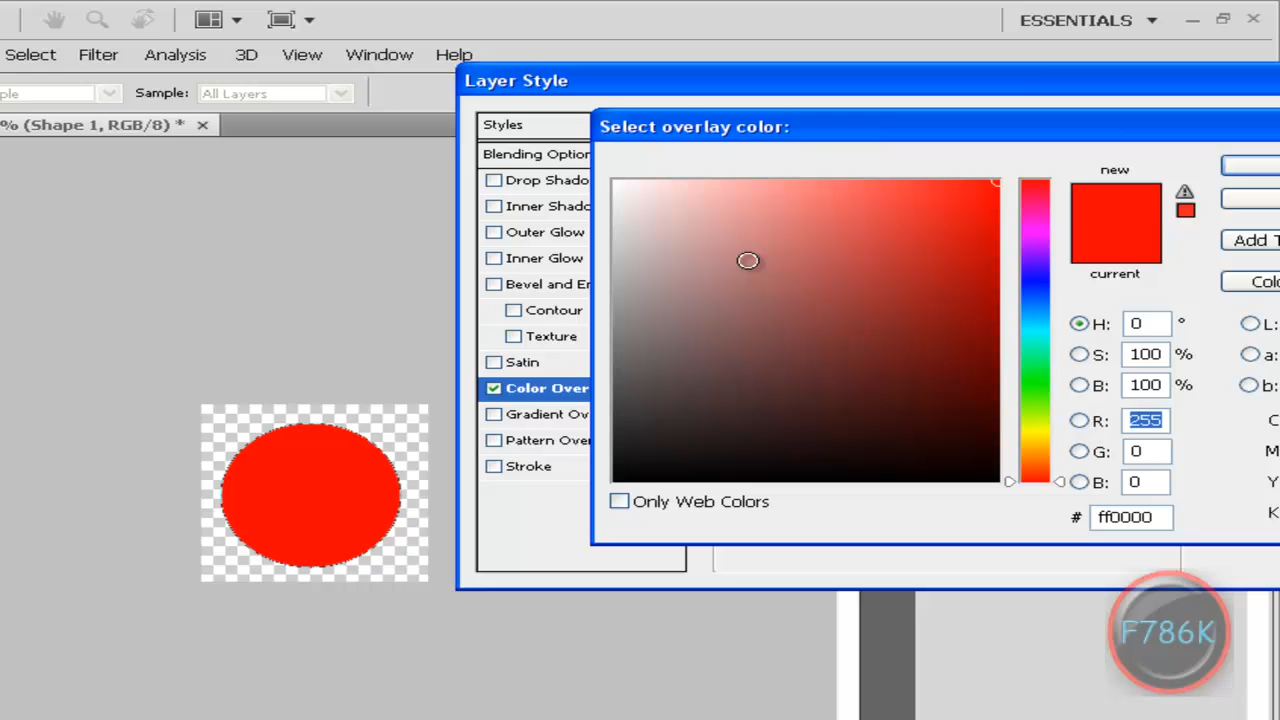 ESSENTIALS
Select Filter Analysis 3D View Window Help
ple Sample: All Layers
% (Shape 1, RGB/8) *
Layer Style
Styles
Select overlay color:
Blending Option
Drop Shado
Inner Shado
Outer Glow
Inner Glow
Bevel and Er
Contour
Texture
Satin
Color Over
Gradient Ov
Pattern Over
Stroke
new
current
Add T
Colo
H: 0 °
S: 100 %
B: 100 %
R: 255
G: 0
B: 0
# ff0000
L:
a:
b:
C
M
Y
K
Only Web Colors
F786K